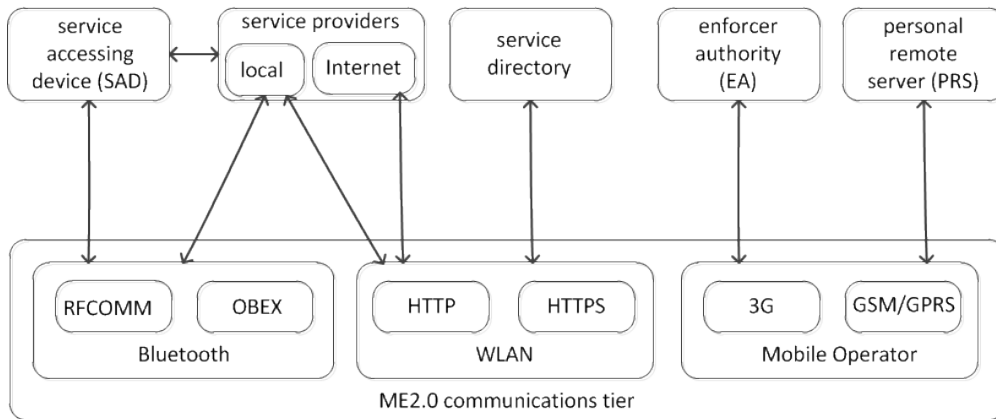 service
accessing
device (SAD)
service providers
local
Internet
service
directory
enforcer
authority
(EA)
personal
remote
server (PRS)
RFCOMM
OBEX
Bluetooth
HTTP
HTTPS
WLAN
3G
GSM/GPRS
Mobile Operator
ME2.0 communications tier